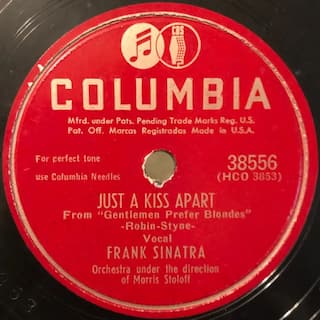 CBS
COLUMBIA
Mfrd. under Pats. Pending Trade Marks Reg. U.S.
Pat. Off. Marcas Registradas Made in U.S.A.
For perfect tone
use Columbia Needles
38556
(HCO 3853)
JUST A KISS APART
From "Gentlemen Prefer Blondes"
-Robin-Styne-
Vocal
FRANK SINATRA
Orchestra under the direction
of Morris Stoloff